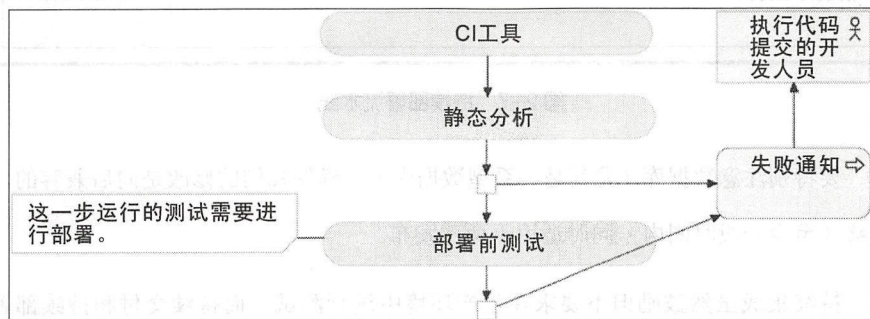 CI工具
执行代码
提交的开
发人员
静态分析
失败通知
这一步运行的测试需要进
行部署。
部署前测试